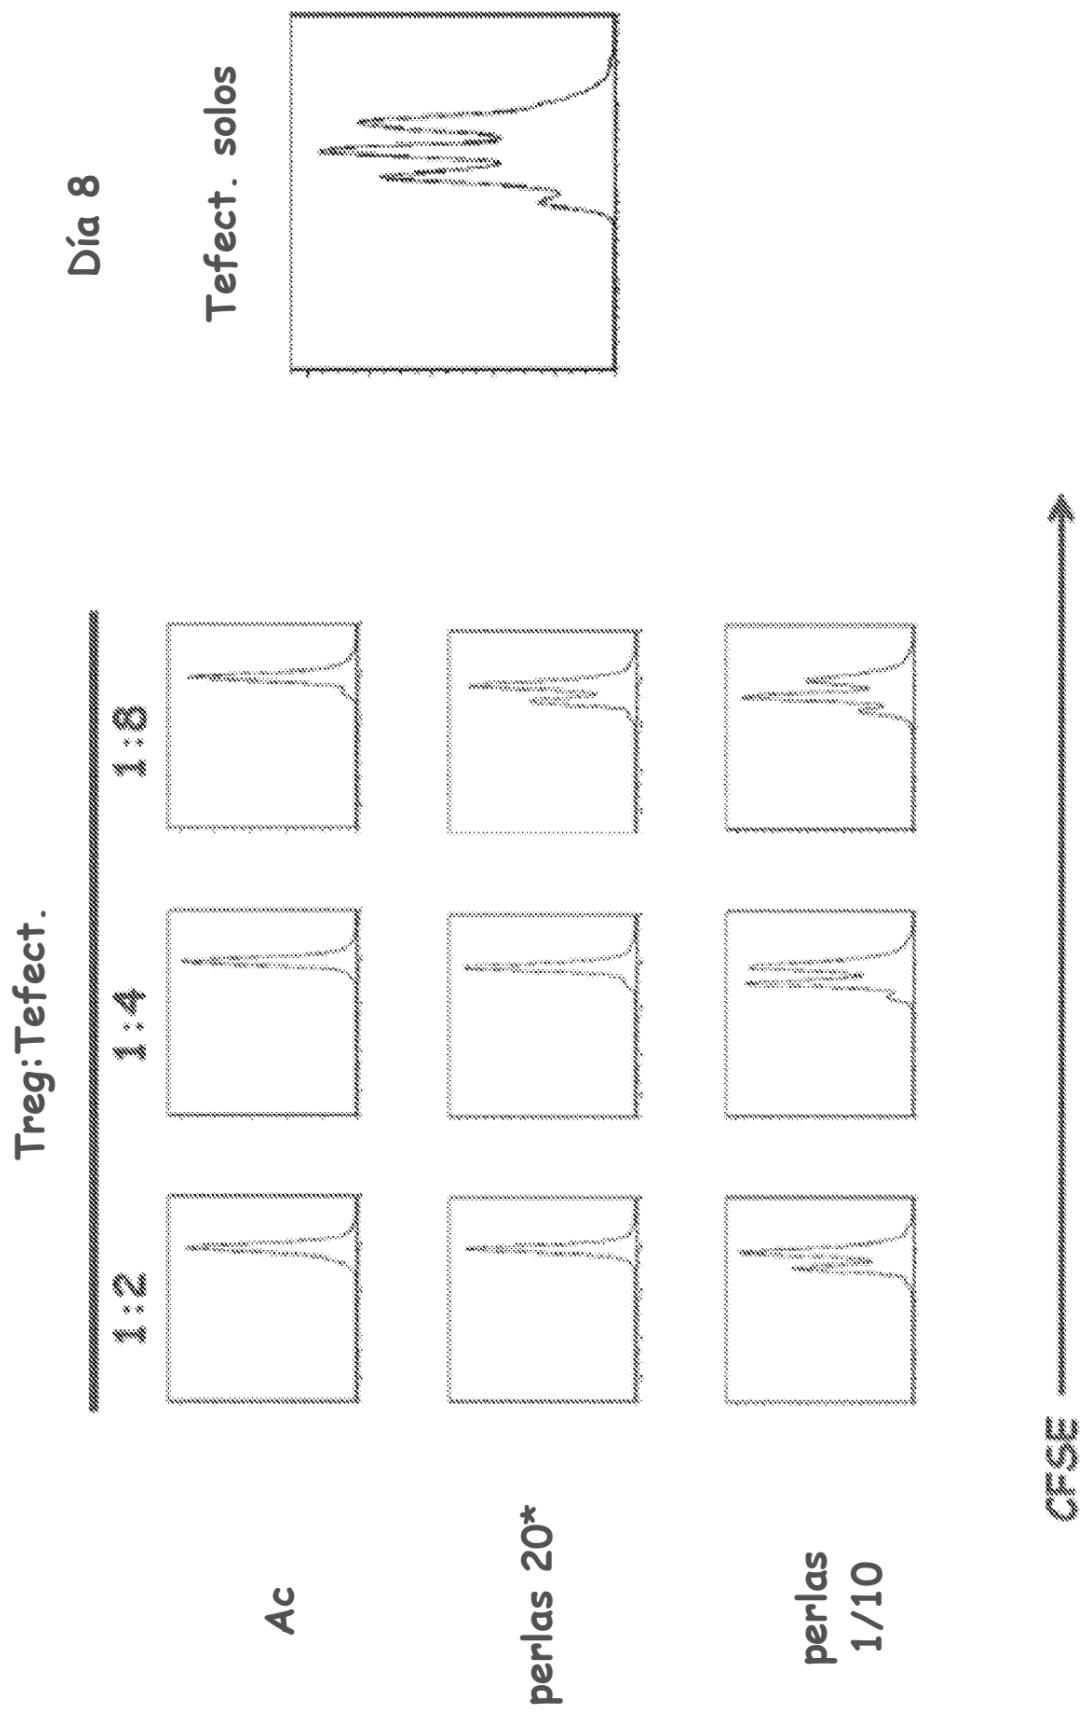 Día 8
Treg:Tefect.
1:2 1:4 1:8
Tefect. solos
Ac
perlas 20*
perlas
1/10
CFSE